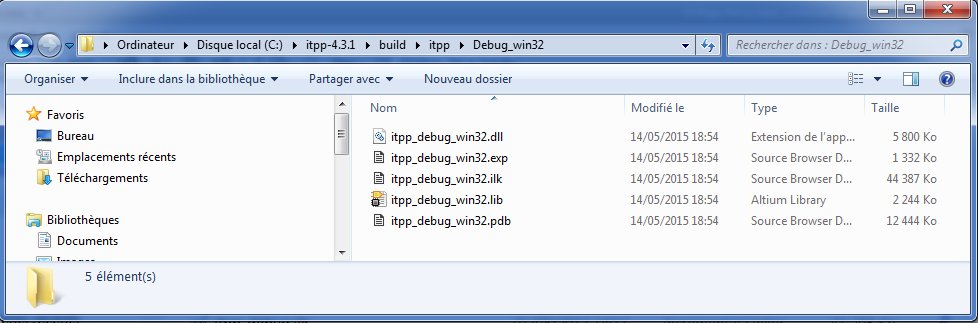 Ordinateur Disque local (C:) itpp-4.3.1 build itpp Debug_win32 Rechercher dans : Debug_win32
Organiser Inclure dans la bibliothèque Partager avec Nouveau dossier
Favoris
Bureau
Emplacements récents
Téléchargements
Bibliothèques
Documents
Images
Nom Modifié le Type Taille
itpp_debug_win32.dll 14/05/2015 18:54 Extension de l'app... 5 800 Ko
itpp_debug_win32.exp 14/05/2015 18:54 Source Browser D... 1 332 Ko
itpp_debug_win32.ilk 14/05/2015 18:54 Source Browser D... 44 387 Ko
itpp_debug_win32.lib 14/05/2015 18:54 Altium Library 2 244 Ko
itpp_debug_win32.pdb 14/05/2015 18:54 Source Browser D... 12 444 Ko
5 élément(s)